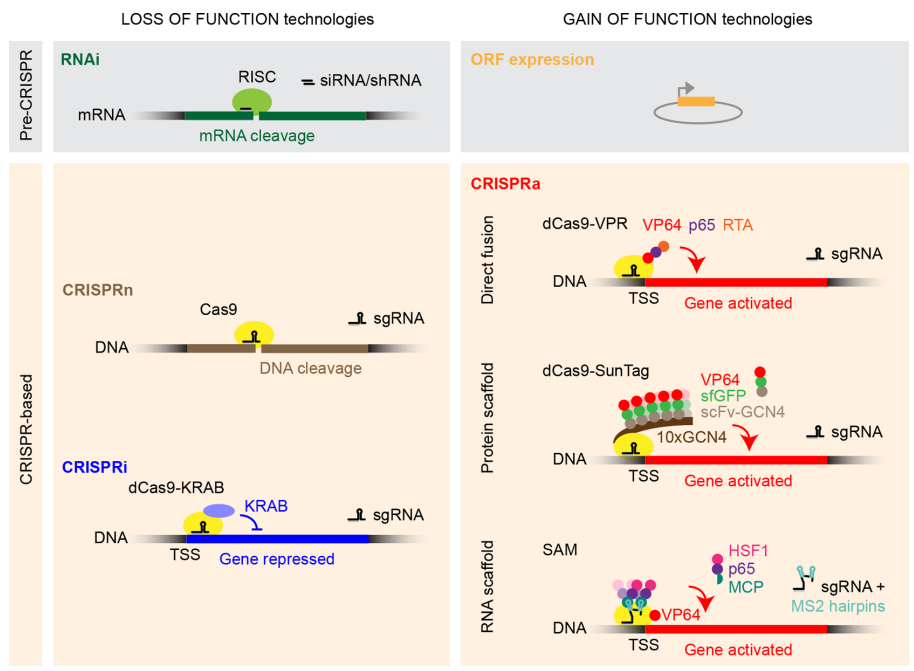 LOSS OF FUNCTION technologies
GAIN OF FUNCTION technologies
Pre-CRISPR
RNAi
RISC
siRNA/shRNA
mRNA
mRNA cleavage
ORF expression
CRISPR-based
CRISPRn
Cas9
sgRNA
DNA
DNA cleavage
CRISPRi
dCas9-KRAB
KRAB
sgRNA
DNA
TSS
Gene repressed
CRISPRa
Direct fusion
dCas9-VPR
VP64 p65 RTA
sgRNA
DNA
TSS
Gene activated
Protein scaffold
dCas9-SunTag
VP64
sfGFP
scFv-GCN4
10xGCN4
sgRNA
DNA
TSS
Gene activated
RNA scaffold
SAM
HSF1
p65
MCP
sgRNA +
MS2 hairpins
VP64
DNA
TSS
Gene activated